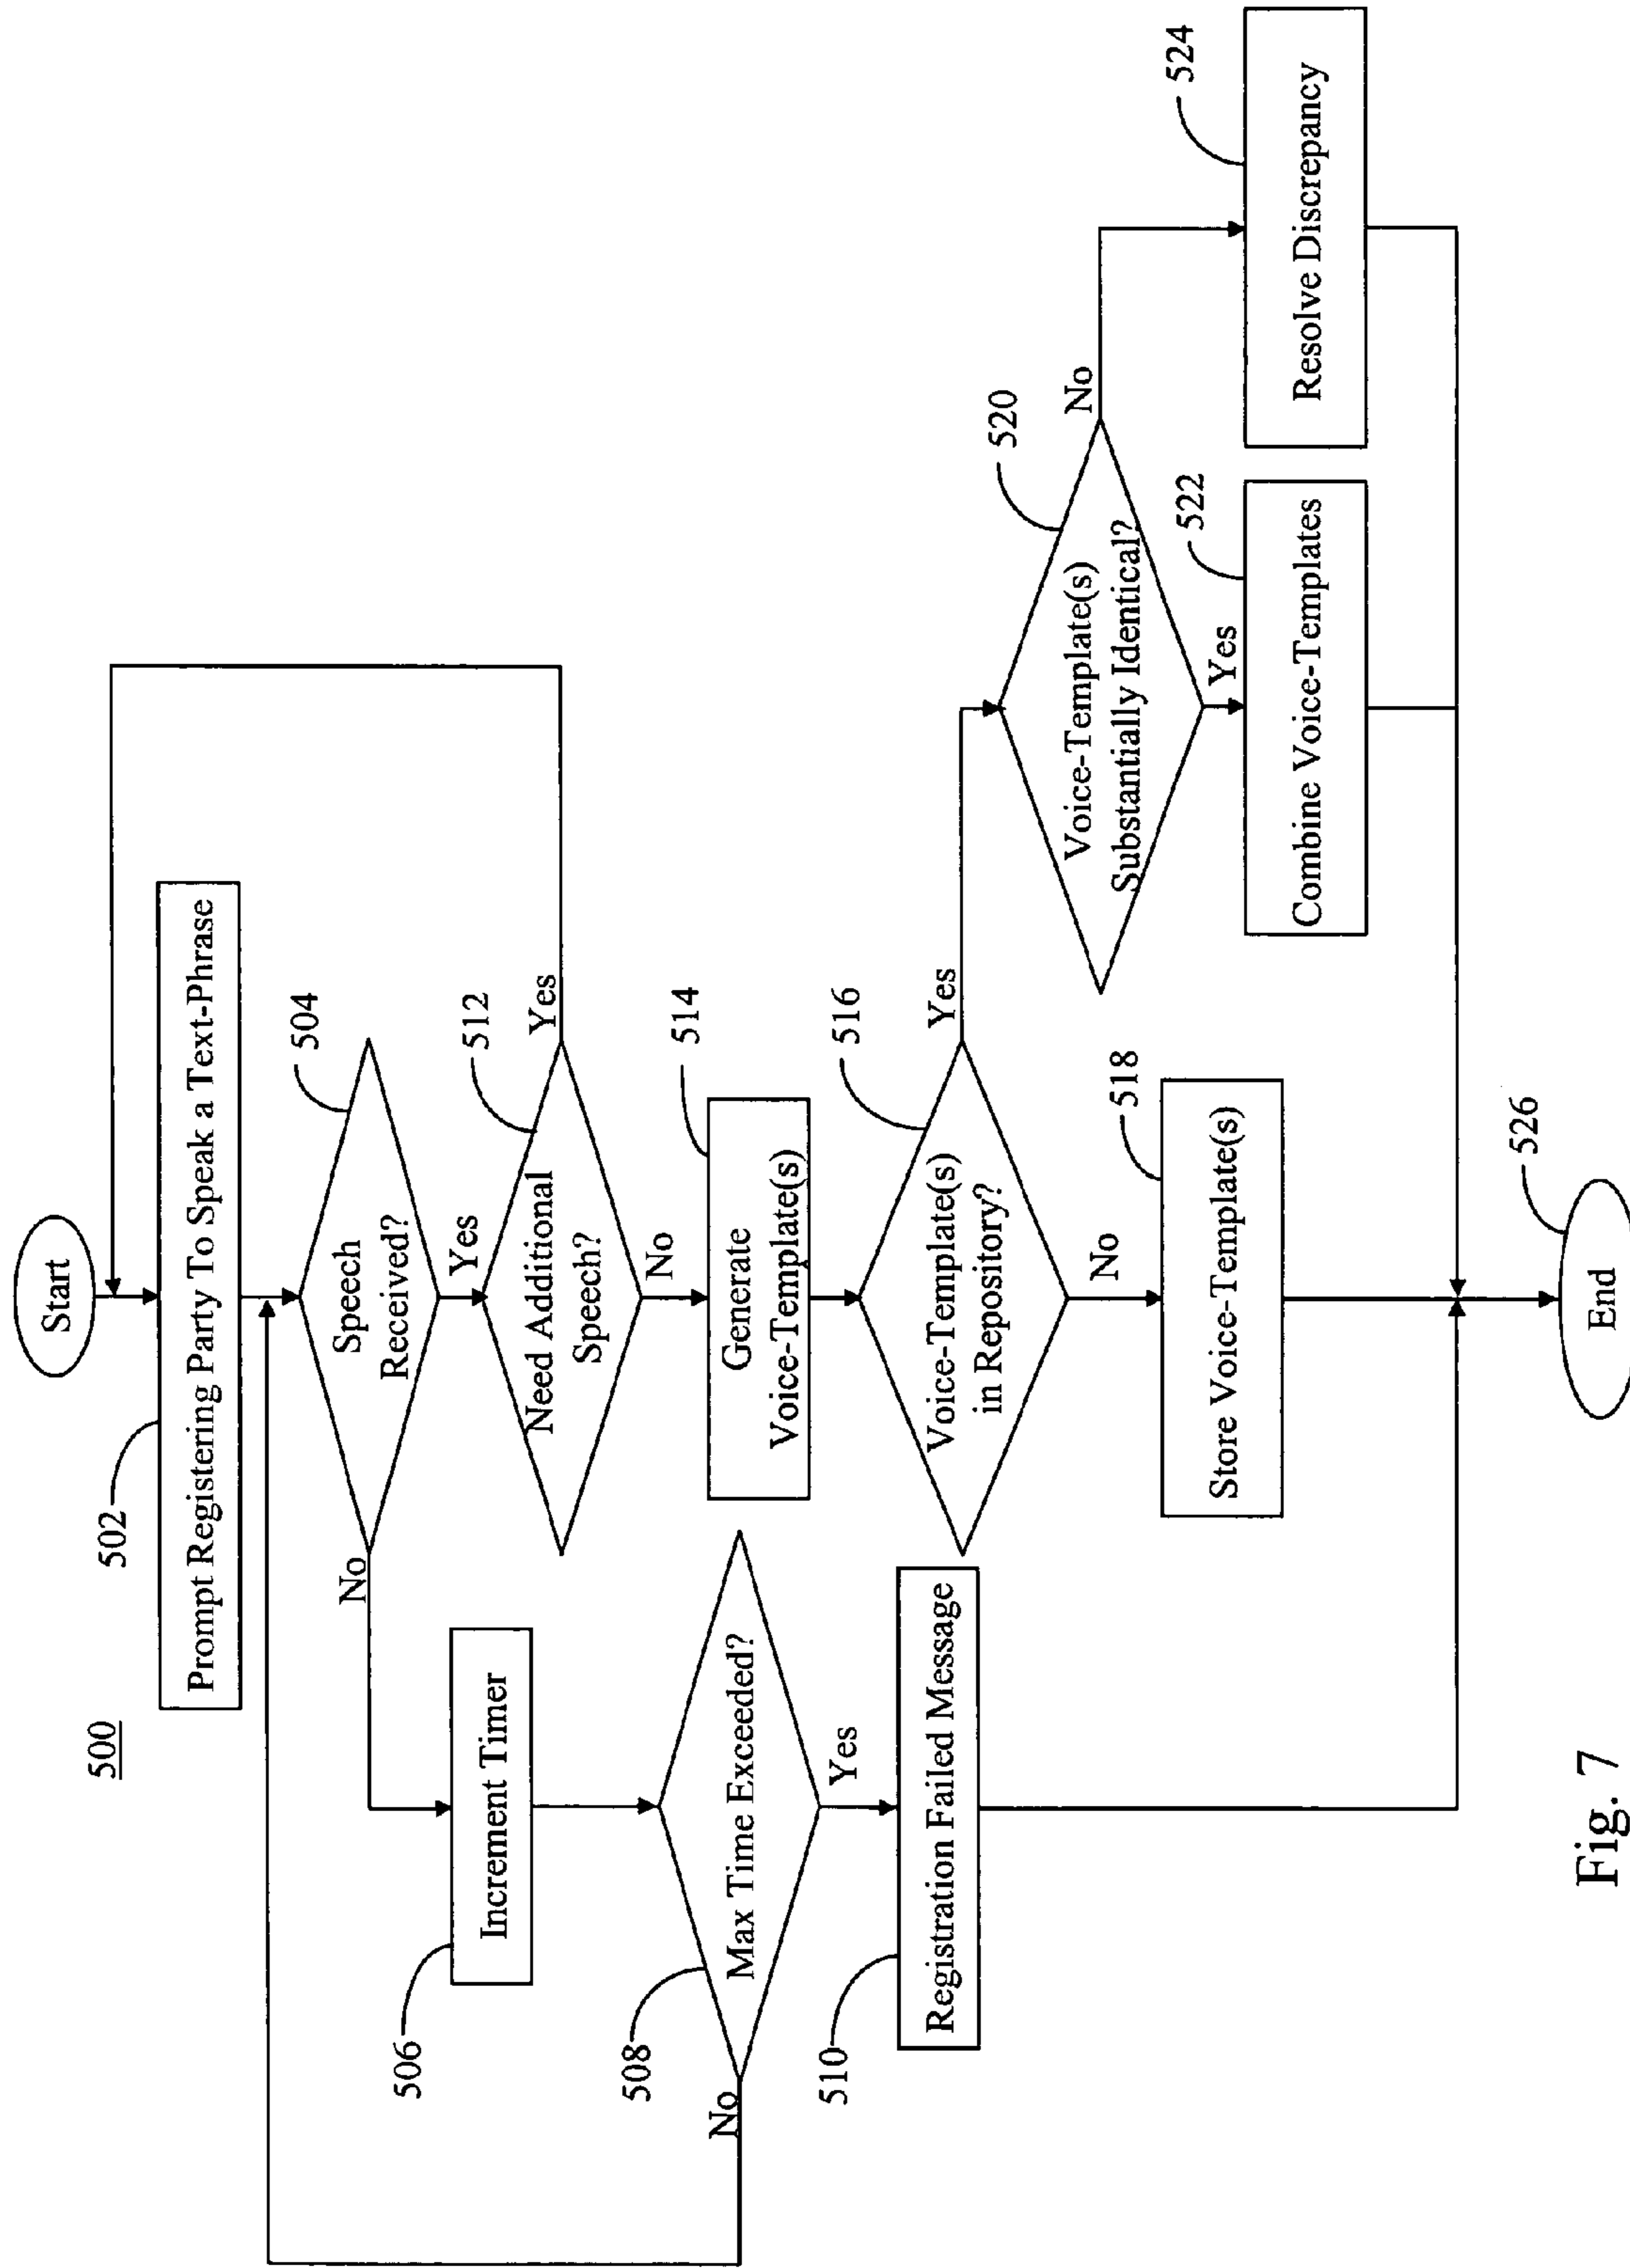 500
Start
502
Prompt Registering Party To Speak a Text-Phrase
504
Speech
Received?
No
Yes
506
Increment Timer
512
Need Additional
Speech?
Yes
No
508
Max Time Exceeded?
No
Yes
514
Generate
Voice-Template(s)
510
Registration Failed Message
516
Voice-Template(s)
in Repository?
Yes
No
520
Voice-Template(s)
Substantially Identical?
No
Yes
518
Store Voice-Template(s)
522
Combine Voice-Templates
524
Resolve Discrepancy
526
End
Fig. 7